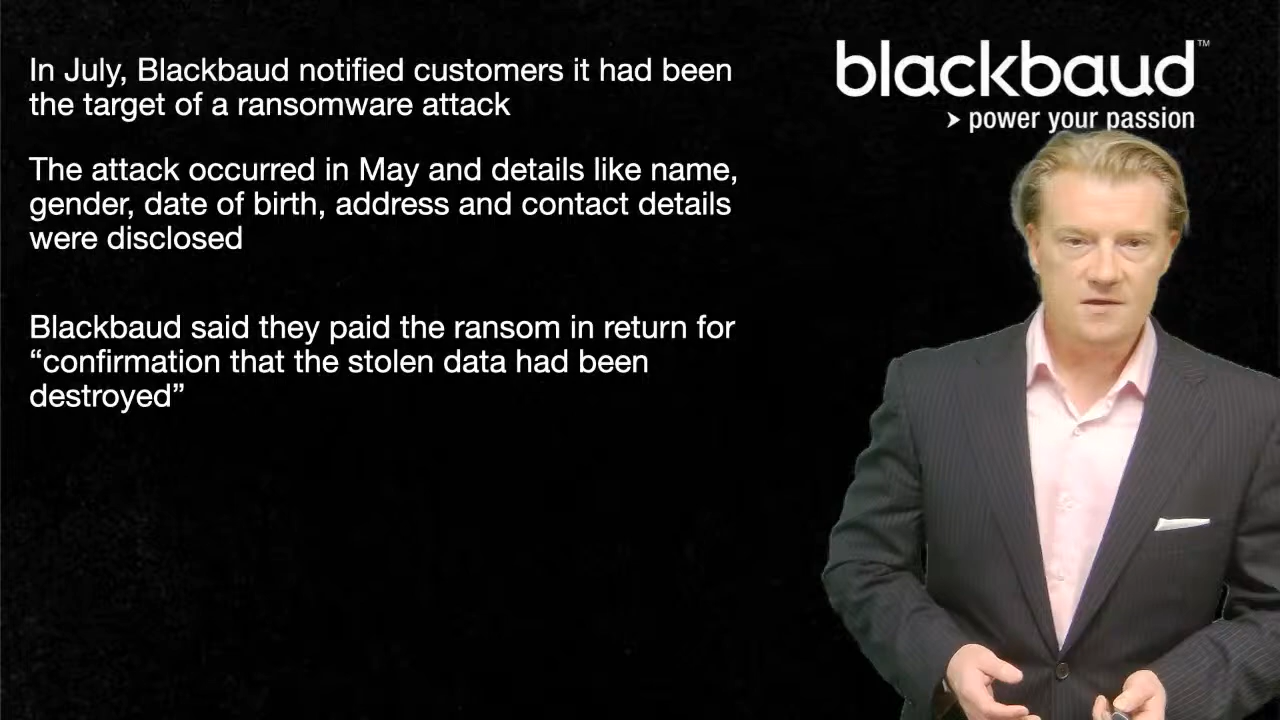 In July, Blackbaud notified customers it had been
the target of a ransomware attack
The attack occurred in May and details like name,
gender, date of birth, address and contact details
were disclosed
Blackbaud said they paid the ransom in return for
“confirmation that the stolen data had been
destroyed”
blackbaud™
power your passion